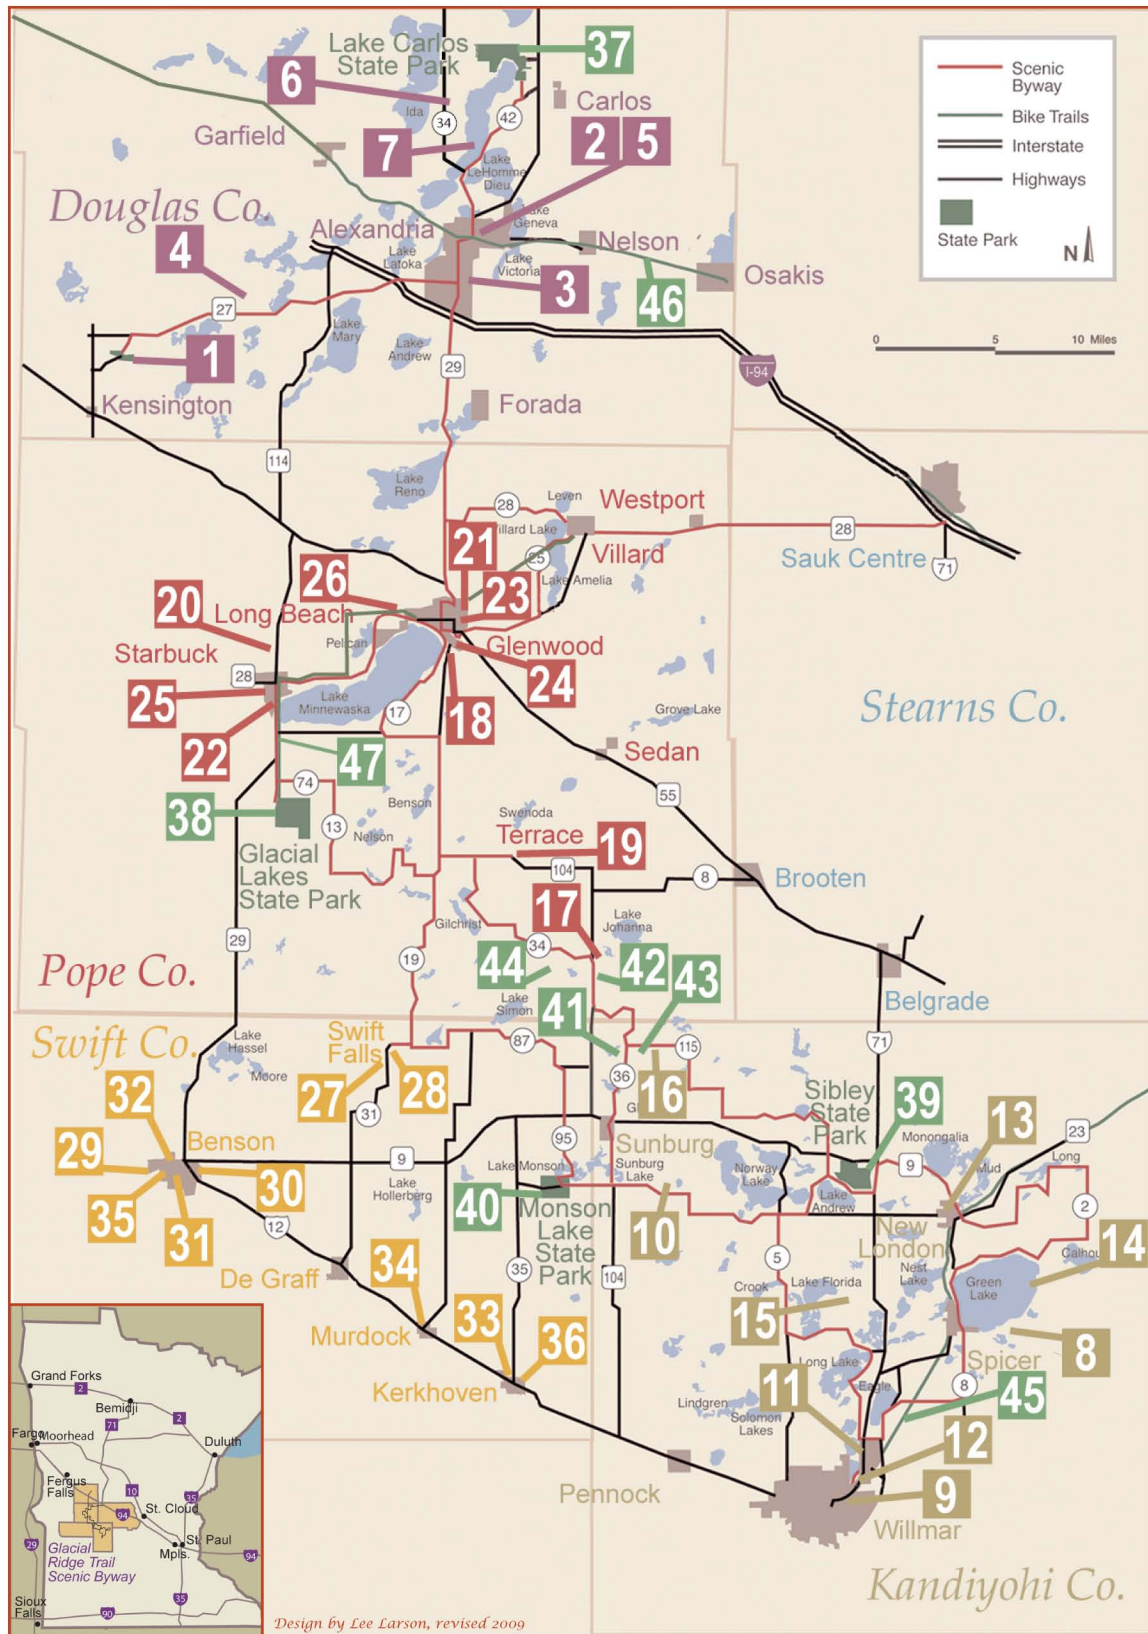 Lake Carlos
State Park
37
6
Ida
34
42
Carlos
Garfield
7
2
5
Lake
LeHomme
Dieu
Scenic
Byway
Bike Trails
Interstate
Highways
State Park
N
Douglas Co.
Alexandria
Lake
Geneva
Nelson
4
Lake
Latoka
Lake
Victoria
Osakis
3
46
27
Lake
Mary
1
Lake
Andrew
29
0
5
10 Miles
I-94
Kensington
Forada
114
Lake
Reno
Leven
Westport
28
Villard Lake
28
Villard
Sauk Centre
71
21
25
Lake Amelia
26
23
20
Long Beach
Pelican
Glenwood
Starbuck
28
24
25
Lake
Minnewaska
17
18
Grove Lake
Stearns Co.
22
47
Sedan
74
Benson
55
38
13
Nelson
Swenoda
Terrace
19
Glacial
Lakes
State Park
104
8
Brooten
17
Lake
Johanna
Gilchrist
34
29
19
44
42
43
Pope Co.
Lake
Simon
41
Belgrade
Swift Co.
Lake
Hassel
Swift
Falls
87
115
71
Moore
36
16
32
27
28
Sibley
State
Park
39
13
31
Benson
95
Sunburg
Monongalia
23
29
9
Lake Monson
Sunburg
Lake
Norway
Lake
9
Mud
Long
30
Lake
Hollerberg
40
Lake
Andrew
35
31
12
Monson
Lake
State
Park
10
New
London
2
14
34
De Graff
35
104
5
Nest
Lake
Green
Lake
Crook
Lake Florida
15
Murdock
33
36
Spicer
8
Kerkhoven
Long Lake
11
Eagle
8
45
Lindgren
Solomon
Lakes
12
Pennock
9
Willmar
Kandiyohi Co.
Grand Forks
2
Bemidji
71
2
Fargo
Moorhead
Duluth
Fergus
Falls
10
35
St. Cloud
94
St. Paul
Mpls.
29
Glacial
Ridge Trail
Scenic Byway
94
35
Sioux
Falls
90
Design by Lee Larson, revised 2009